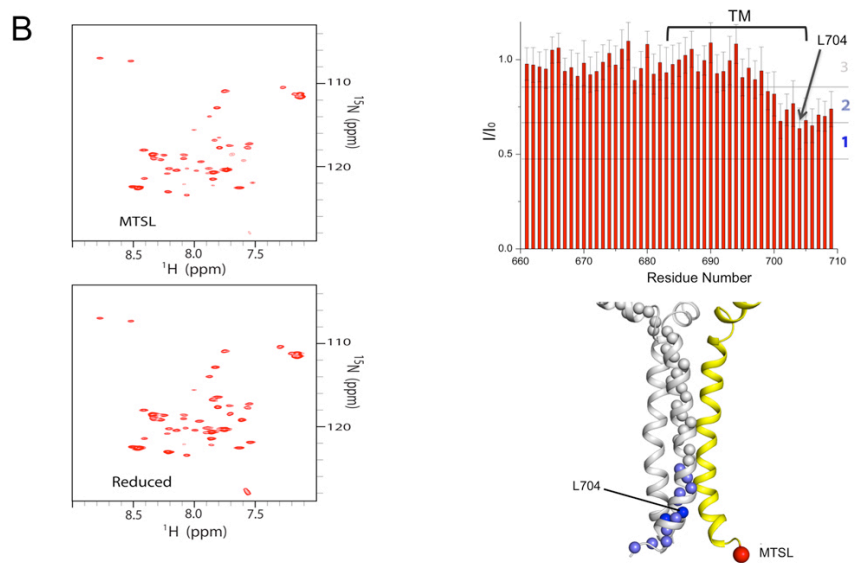 B
110
120
15N (ppm)
MTSL
8.5 8.0 7.5
1H (ppm)
110
120
15N (ppm)
Reduced
8.5 8.0 7.5
1H (ppm)
TM
L704
1.0
0.5
0.0
I/I0
3
2
1
660 670 680 690 700 710
Residue Number
L704
MTSL